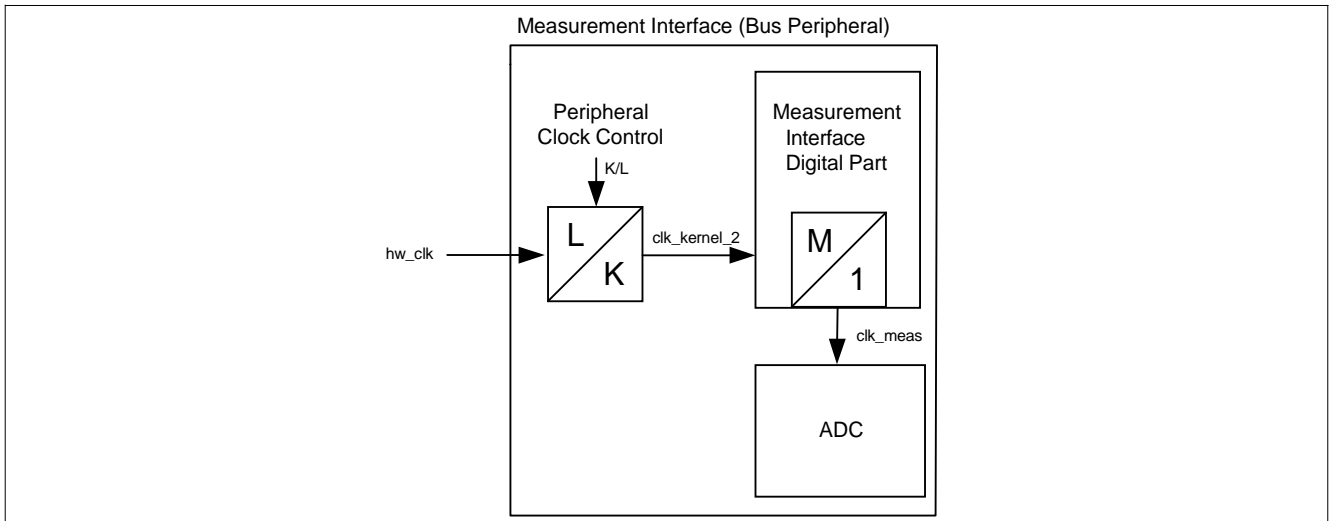 Measurement Interface (Bus Peripheral)
Peripheral
Clock Control
K/L
Measurement
Interface
Digital Part
hw_clk
L
K
clk_kernel_2
M
1
clk_meas
ADC